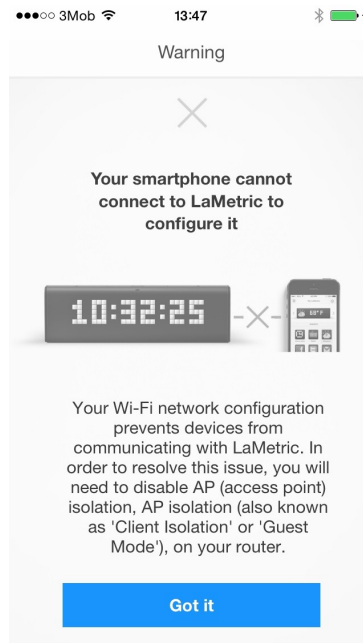 3Mob 13:47
Warning
Your smartphone cannot
connect to LaMetric to
configure it
10:32:25
68° F
Your Wi-Fi network configuration
prevents devices from
communicating with LaMetric. In
order to resolve this issue, you will
need to disable AP (access point)
isolation, AP isolation (also known
as 'Client Isolation' or 'Guest
Mode'), on your router.
Got it